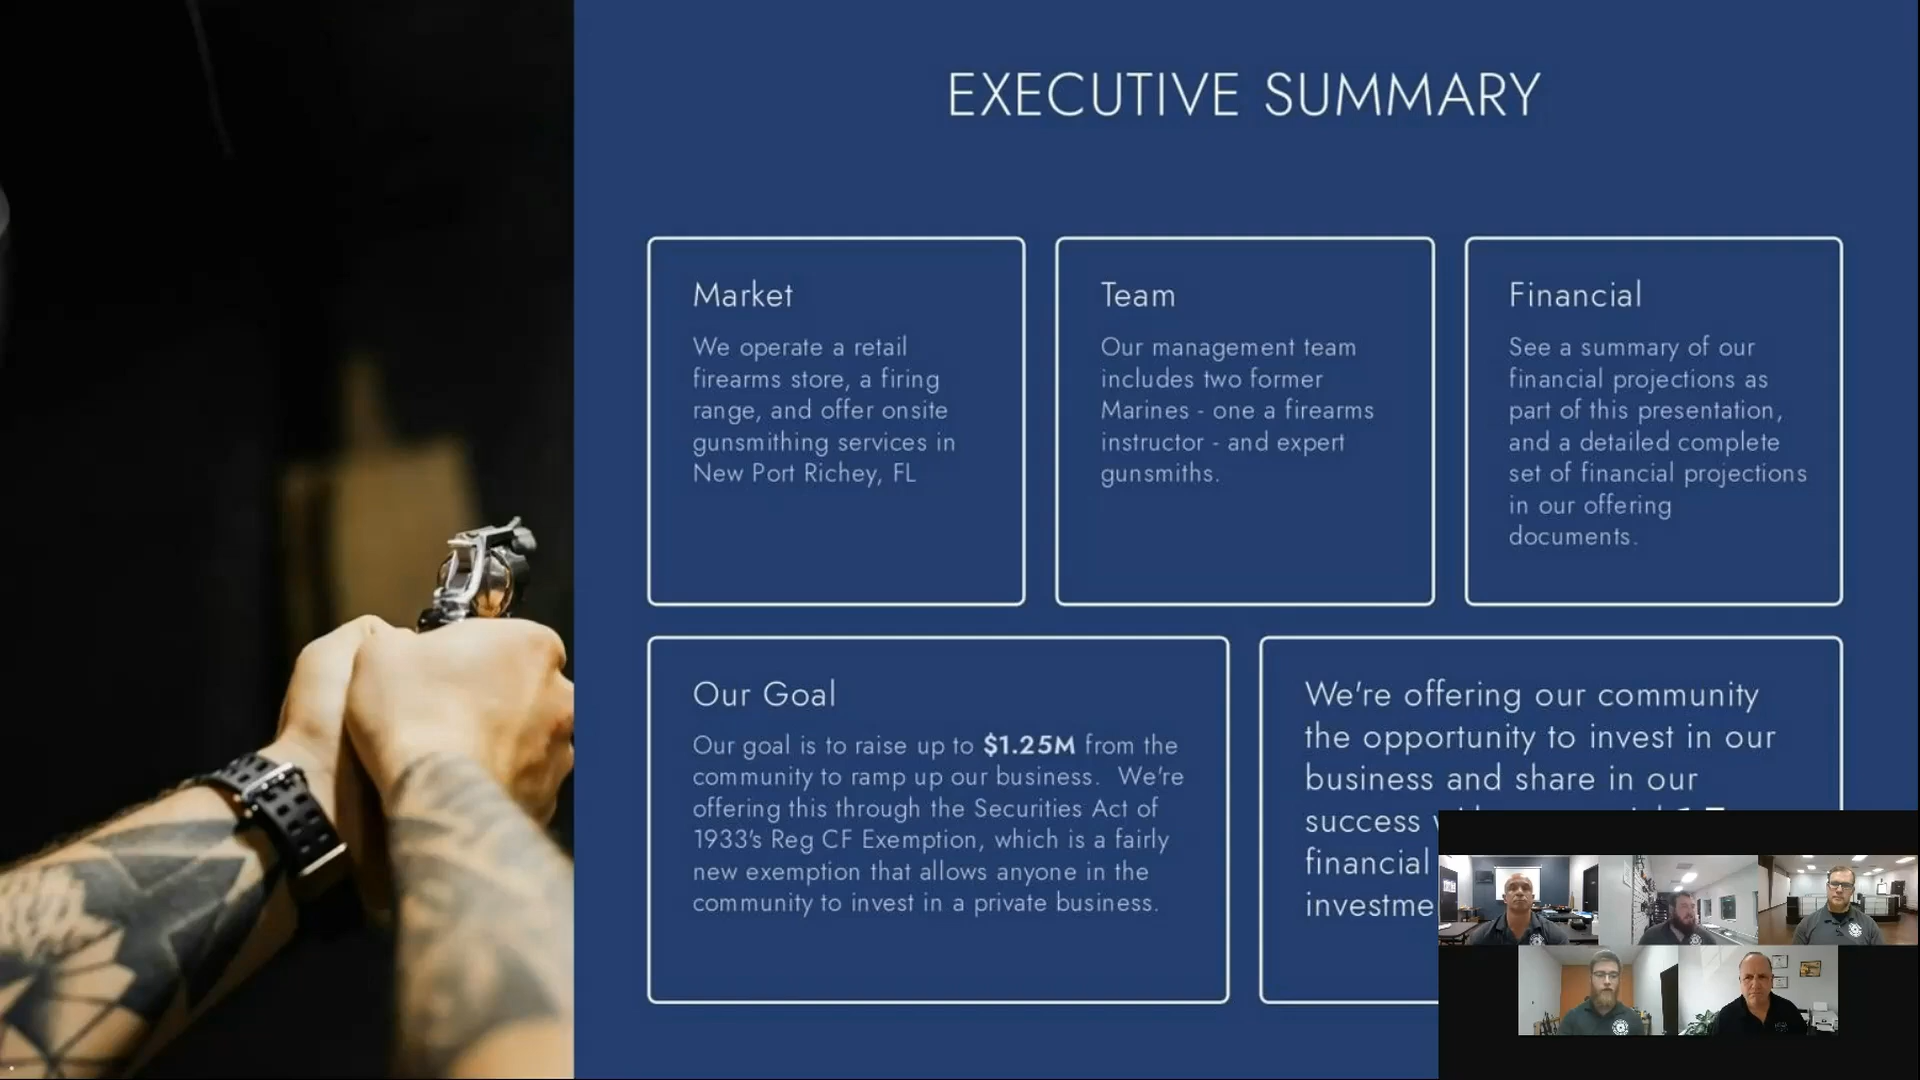 EXECUTIVE SUMMARY
Market
We operate a retail
firearms store, a firing
range, and offer onsite
gunsmithing services in
New Port Richey, FL
Team
Our management team
includes two former
Marines - one a firearms
instructor - and expert
gunsmiths.
Financial
See a summary of our
financial projections as
part of this presentation,
and a detailed complete
set of financial projections
in our offering
documents.
Our Goal
Our goal is to raise up to $1.25M from the
community to ramp up our business.  We're
offering this through the Securities Act of
1933's Reg CF Exemption, which is a fairly
new exemption that allows anyone in the
community to invest in a private business.
We're offering our community
the opportunity to invest in our
business and share in our
success
financial